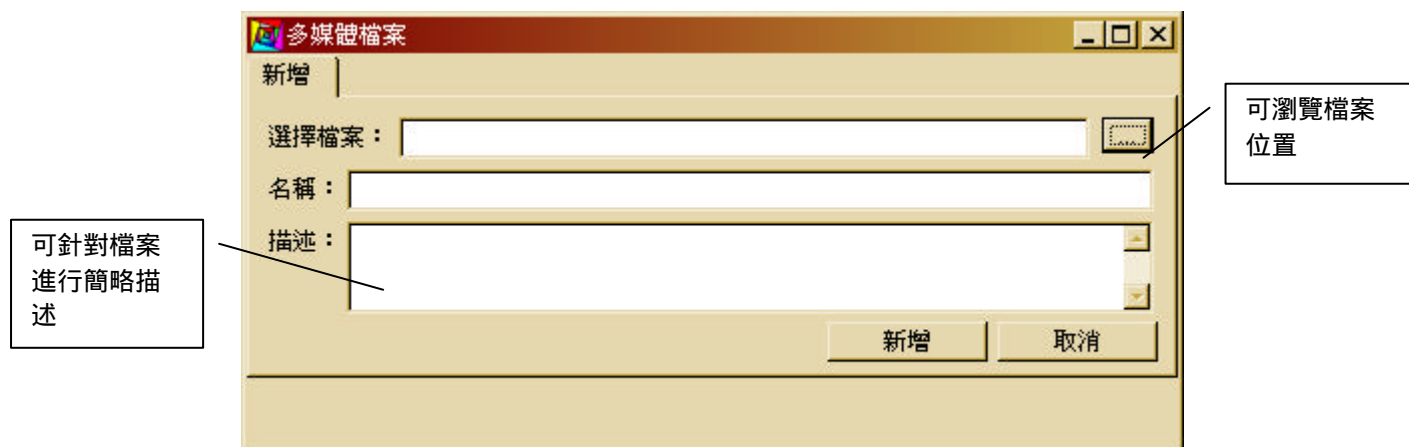 多媒體檔案
新增
選擇檔案：
...
可瀏覽檔案
位置
名稱：
描述：
可針對檔案
進行簡略描
述
新增
取消